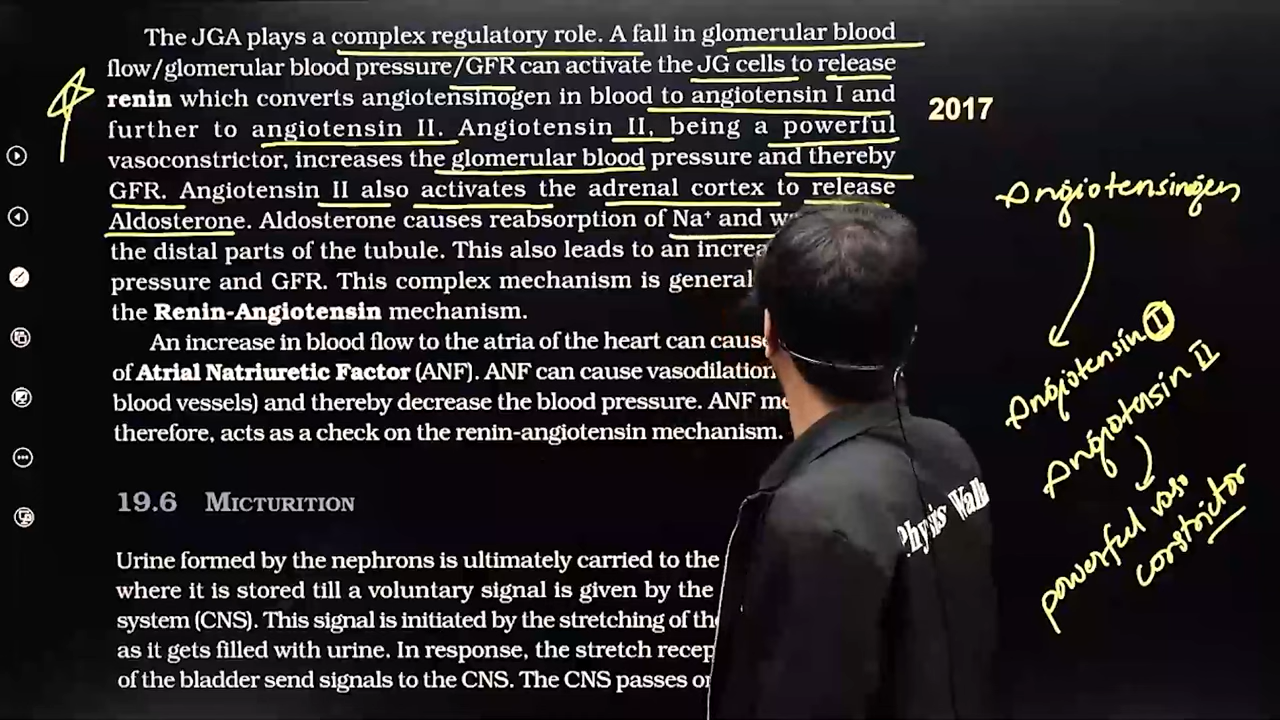 The JGA plays a complex regulatory role. A fall in glomerular blood
flow/glomerular blood pressure/GFR can activate the JG cells to release
renin which converts angiotensinogen in blood to angiotensin I and
further to angiotensin II. Angiotensin II, being a powerful
vasoconstrictor, increases the glomerular blood pressure and thereby
GFR. Angiotensin II also activates the adrenal cortex to release
Aldosterone. Aldosterone causes reabsorption of Na⁺ and
the distal parts of the tubule. This also leads to an
pressure and GFR. This complex mechanism is
the Renin-Angiotensin mechanism.
An increase in blood flow to the atria of the heart can
of Atrial Natriuretic Factor (ANF). ANF can cause vasodilation
blood vessels) and thereby decrease the blood pressure. ANF
therefore, acts as a check on the renin-angiotensin mechanism.
19.6 MICTURITION
Urine formed by the nephrons is ultimately carried to the
where it is stored till a voluntary signal is given by the
system (CNS). This signal is initiated by the stretching of
as it gets filled with urine. In response, the stretch
of the bladder send signals to the CNS. The CNS passes
2017
Angiotensinogen
Angiotensin I
Angiotensin II
powerful vaso
constrictor
Physics Wallah